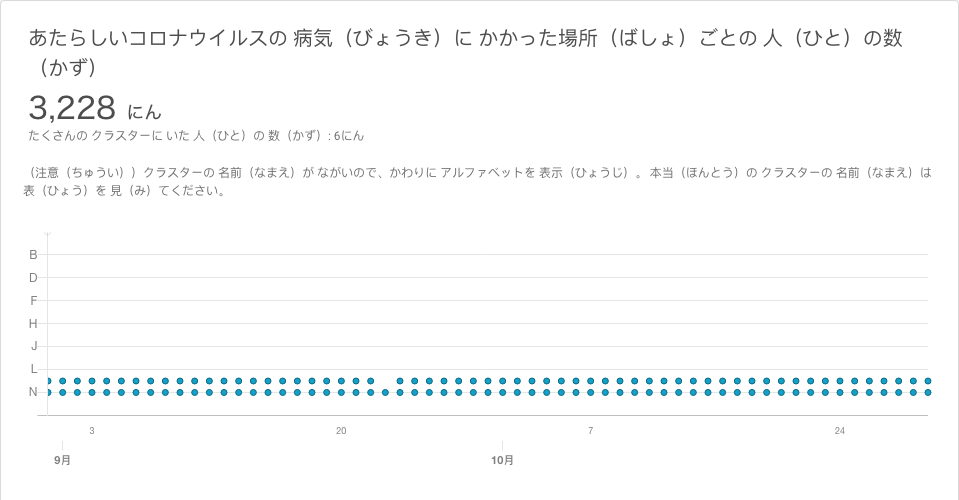 あたらしいコロナウイルスの 病気（びょうき）に かかった場所（ばしょ）ごとの 人（ひと）の数
（かず）
3,228 にん
たくさんの クラスターに いた 人（ひと）の 数（かず）: 6にん
（注意（ちゅうい））クラスターの 名前（なまえ）が ながいので、かわりに アルファベットを 表示（ひょうじ）。 本当（ほんとう）の クラスターの 名前（なまえ）は
表（ひょう）を 見（み）てください。
B
D
F
H
J
L
N
3 20 7 24
9月 10月